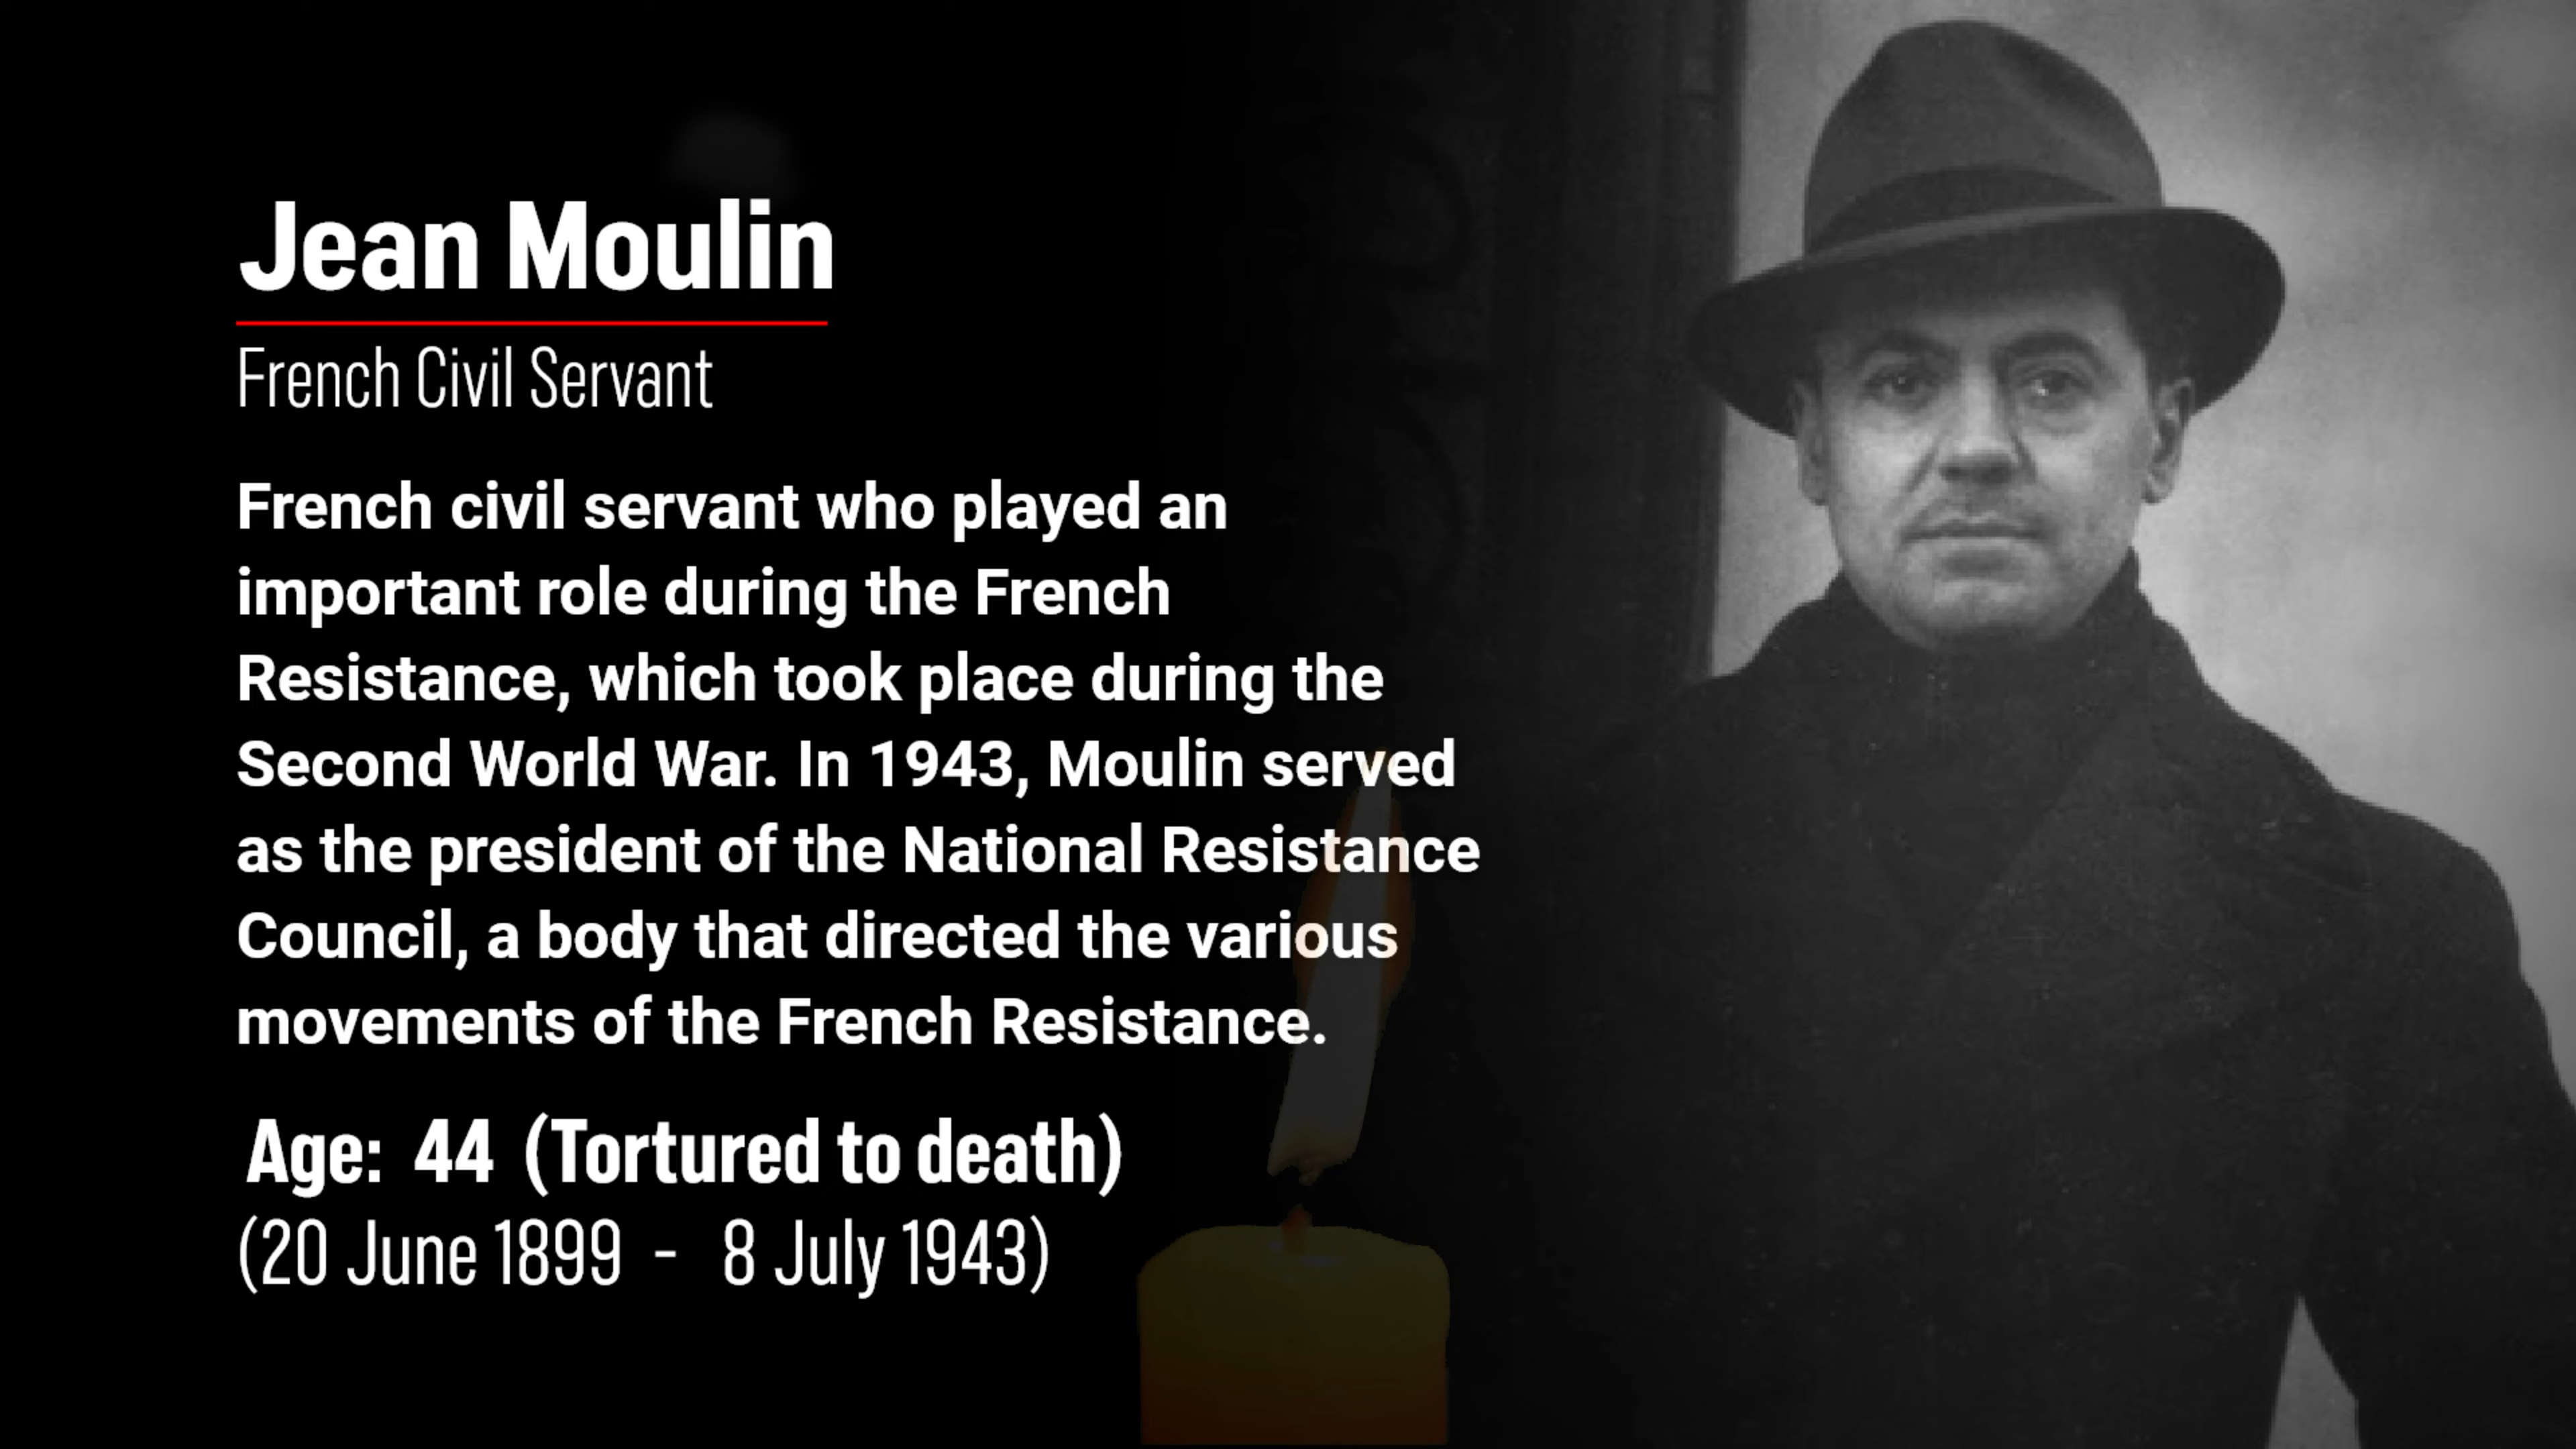 Jean Moulin
French Civil Servant
French civil servant who played an
important role during the French
Resistance, which took place during the
Second World War. In 1943, Moulin served
as the president of the National Resistance
Council, a body that directed the various
movements of the French Resistance.
Age: 44 (Tortured to death)
(20 June 1899 - 8 July 1943)